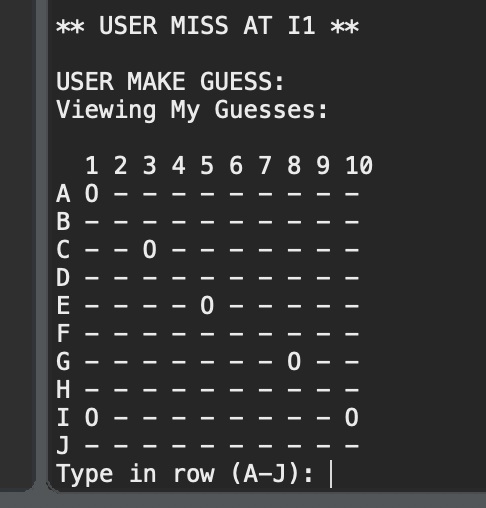 ** USER MISS AT I1 **
USER MAKE GUESS:
Viewing My Guesses:
1 2 3 4 5 6 7 8 9 10
A O - - - - - - - - -
B - - - - - - - - - -
C - - O - - - - - - -
D - - - - - - - - - -
E - - - - O - - - - -
F - - - - - - - - - -
G - - - - - - - O - -
H - - - - - - - - - -
I O - - - - - - - - O
J - - - - - - - - - -
Type in row (A-J):